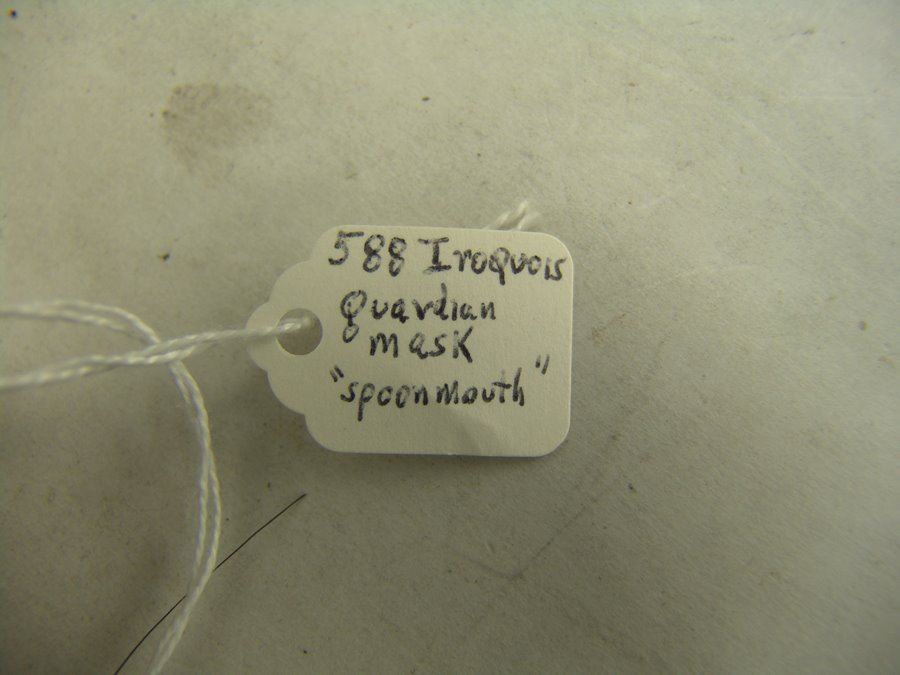 588 Iroquois
Guardian
mask
"spoonmouth"